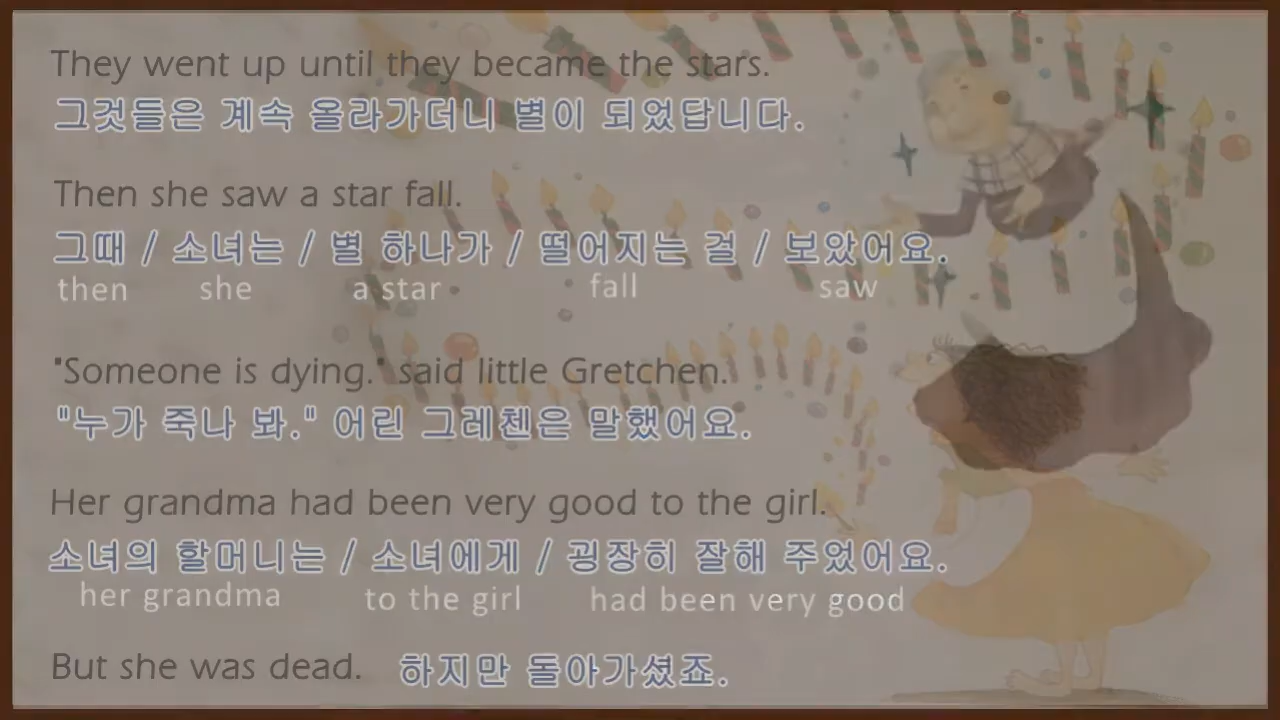 They went up until they became the stars.
그것들은 계속 올라가더니 별이 되었답니다.
Then she saw a star fall.
그때 / 소녀는 / 별 하나가 / 떨어지는 걸 / 보았어요.
then she a star fall saw
"Someone is dying." said little Gretchen.
"누가 죽나 봐." 어린 그레첸은 말했어요.
Her grandma had been very good to the girl.
소녀의 할머니는 / 소녀에게 / 굉장히 잘해 주었어요.
her grandma to the girl had been very good
But she was dead. 하지만 돌아가셨죠.